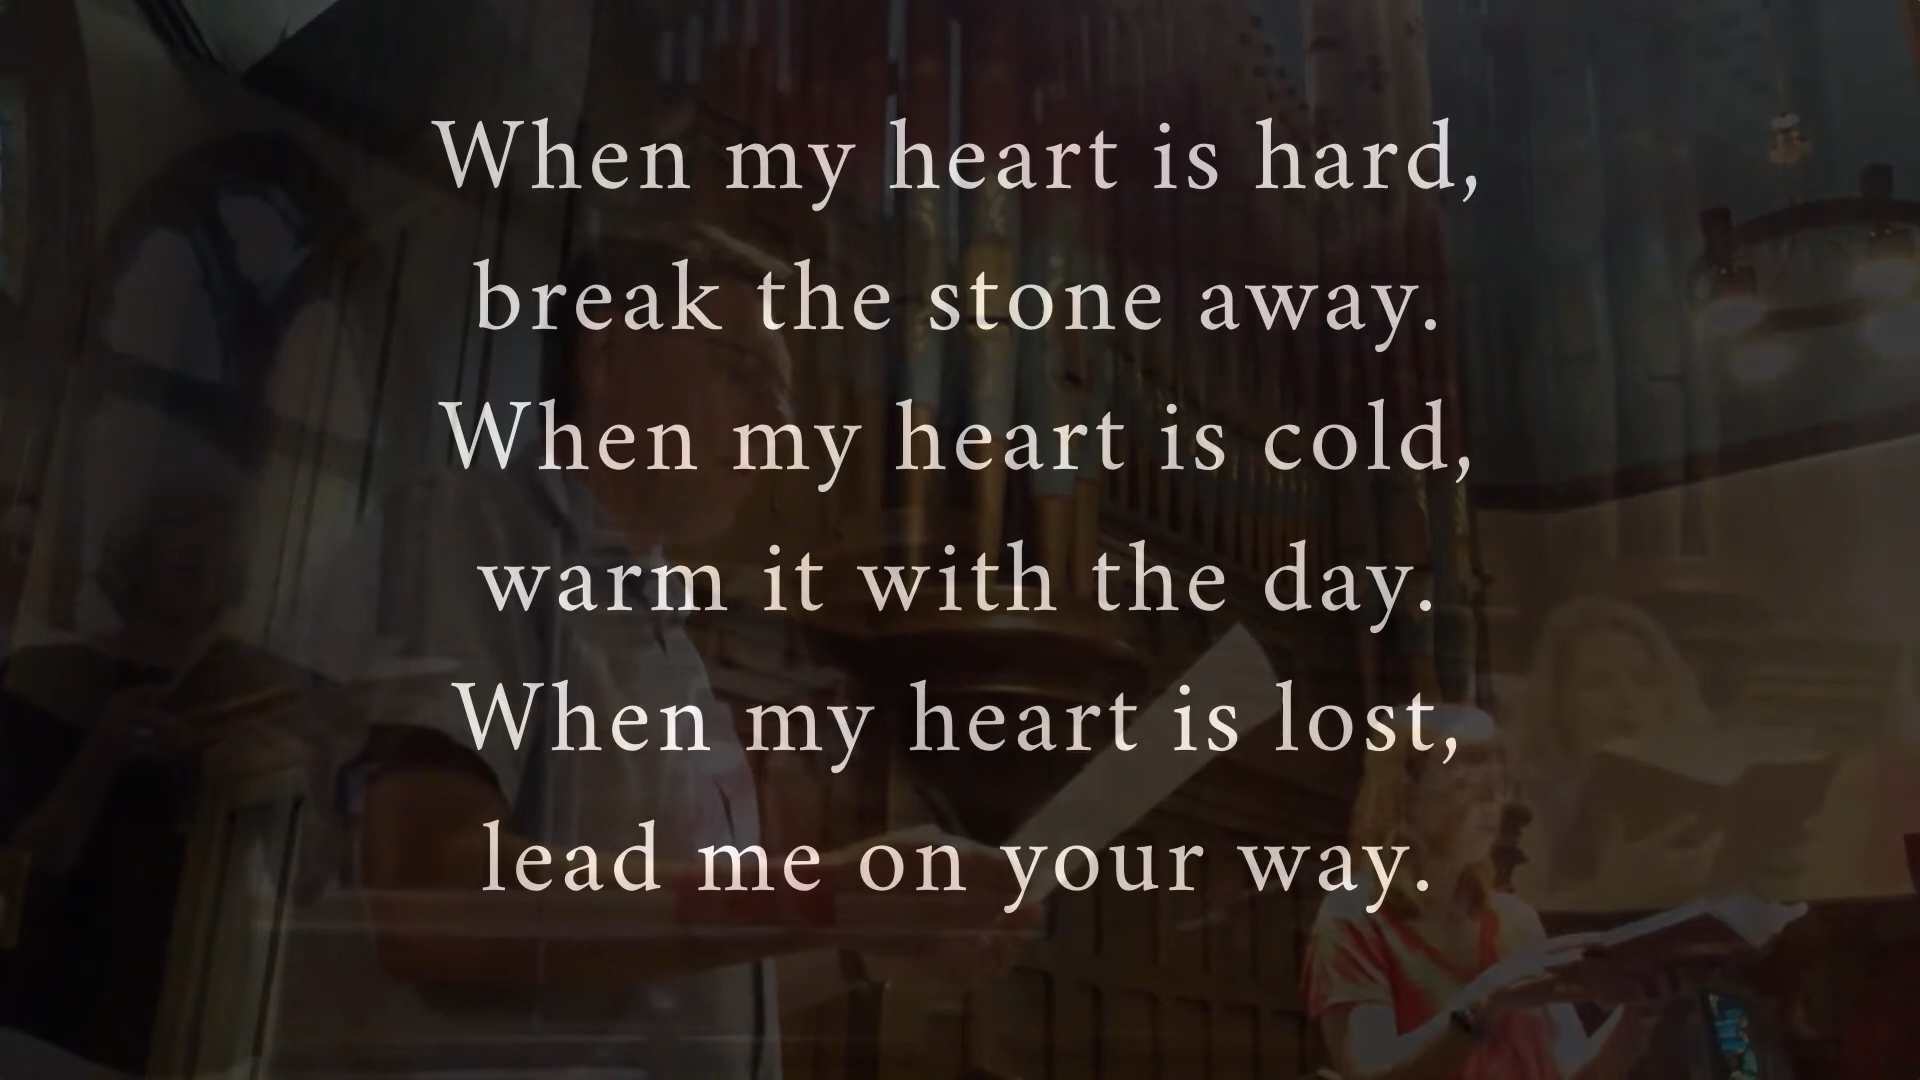 When my heart is hard,
break the stone away.
When my heart is cold,
warm it with the day.
When my heart is lost,
lead me on your way.